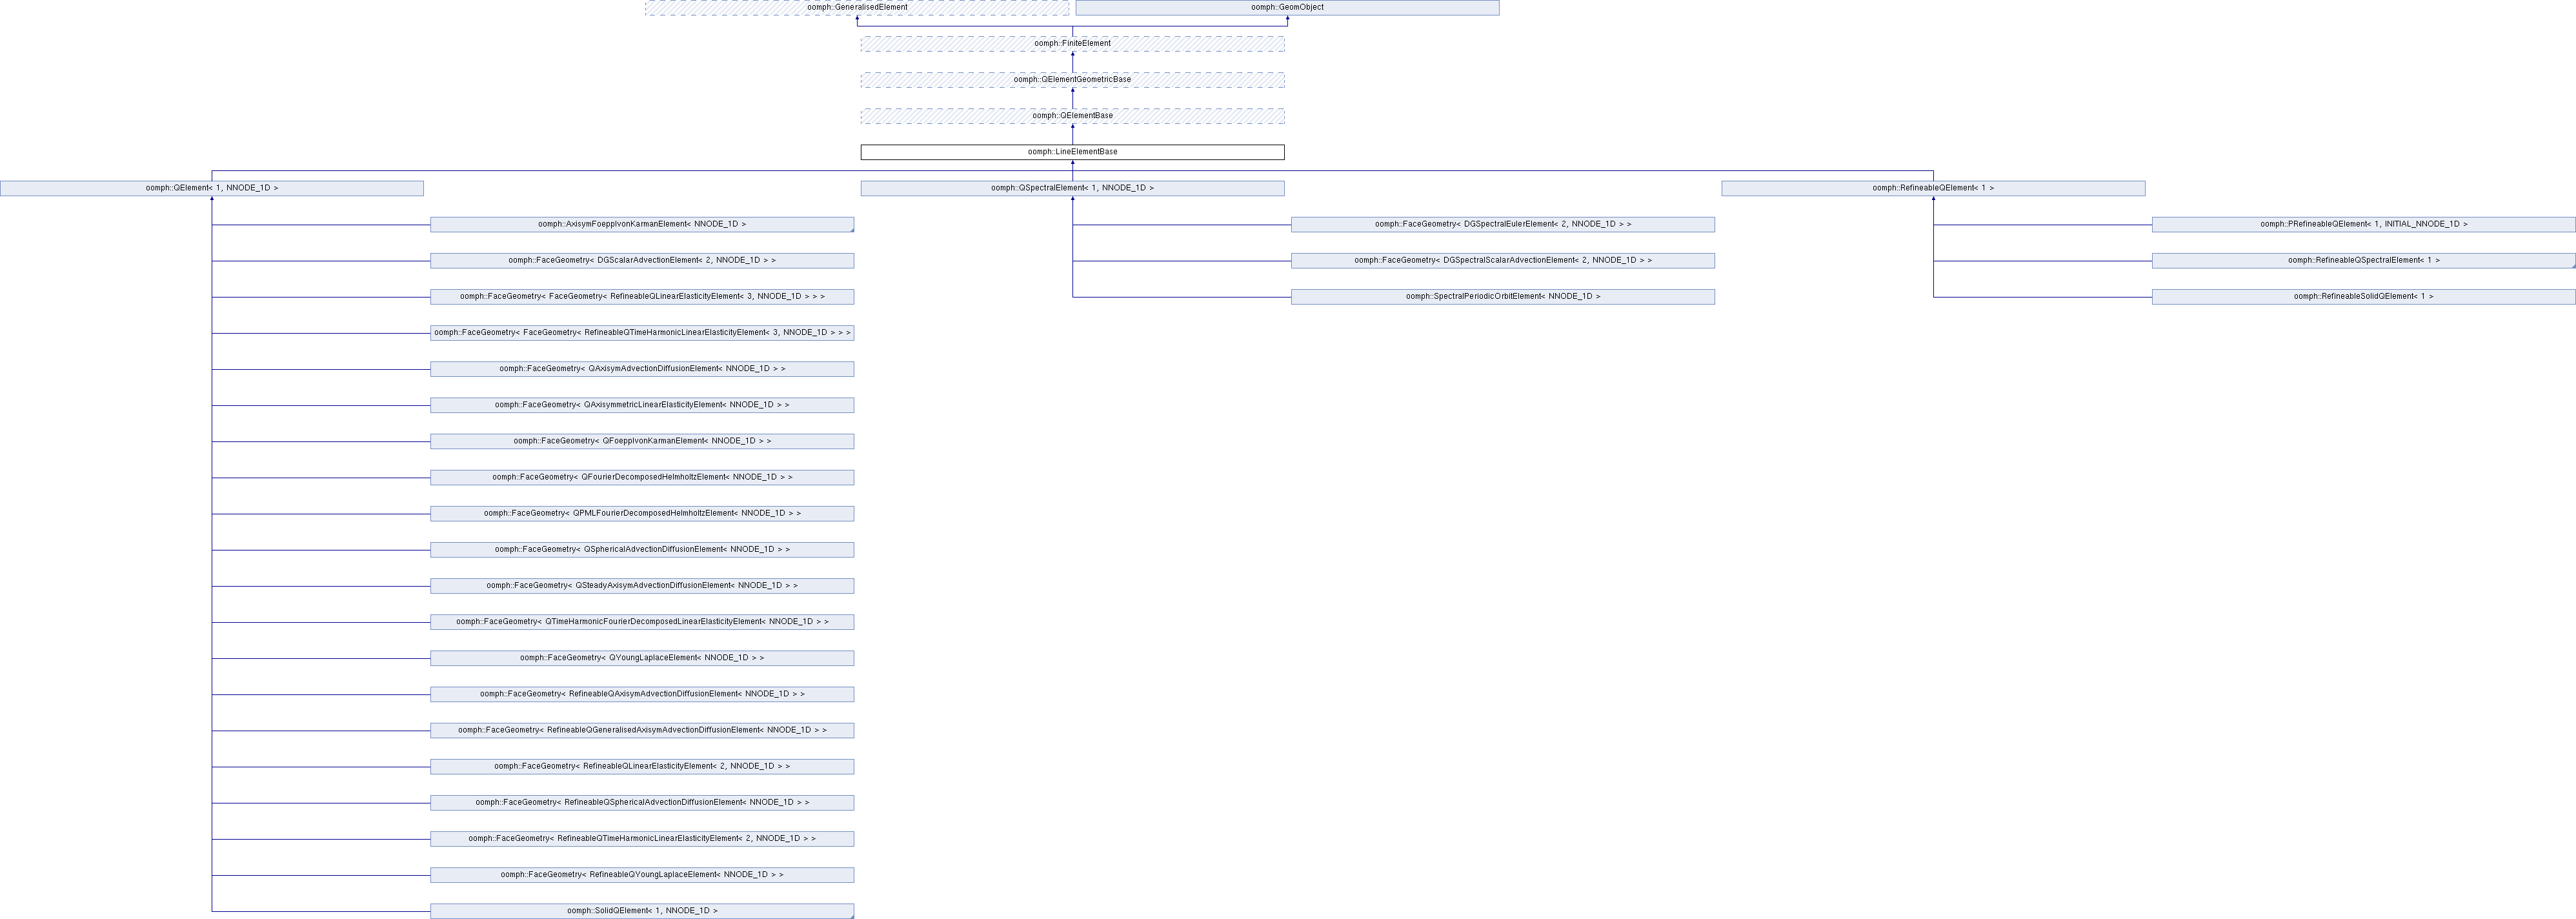 oomph::GeneralisedElement
oomph::GeomObject
oomph::FiniteElement
oomph::QElementGeometricBase
oomph::QElementBase
oomph::LineElementBase
oomph::QElement< 1, NNODE_1D >
oomph::QSpectralElement< 1, NNODE_1D >
oomph::RefineableQElement< 1 >
oomph::AxisymFoepplvonKarmanElement< NNODE_1D >
oomph::FaceGeometry< DGSpectralEulerElement< 2, NNODE_1D > >
oomph::PRefineableQElement< 1, INITIAL_NNODE_1D >
oomph::FaceGeometry< DGScalarAdvectionElement< 2, NNODE_1D > >
oomph::FaceGeometry< DGSpectralScalarAdvectionElement< 2, NNODE_1D > >
oomph::RefineableQSpectralElement< 1 >
oomph::FaceGeometry< FaceGeometry< RefineableQLinearElasticityElement< 3, NNODE_1D > > >
oomph::SpectralPeriodicOrbitElement< NNODE_1D >
oomph::RefineableSolidQElement< 1 >
oomph::FaceGeometry< FaceGeometry< RefineableQTimeHarmonicLinearElasticityElement< 3, NNODE_1D > > >
oomph::FaceGeometry< QAxisymAdvectionDiffusionElement< NNODE_1D > >
oomph::FaceGeometry< QAxisymmetricLinearElasticityElement< NNODE_1D > >
oomph::FaceGeometry< QFoepplvonKarmanElement< NNODE_1D > >
oomph::FaceGeometry< QFourierDecomposedHelmholtzElement< NNODE_1D > >
oomph::FaceGeometry< QPMLFourierDecomposedHelmholtzElement< NNODE_1D > >
oomph::FaceGeometry< QSphericalAdvectionDiffusionElement< NNODE_1D > >
oomph::FaceGeometry< QSteadyAxisymAdvectionDiffusionElement< NNODE_1D > >
oomph::FaceGeometry< QTimeHarmonicFourierDecomposedLinearElasticityElement< NNODE_1D > >
oomph::FaceGeometry< QYoungLaplaceElement< NNODE_1D > >
oomph::FaceGeometry< RefineableQAxisymAdvectionDiffusionElement< NNODE_1D > >
oomph::FaceGeometry< RefineableQGeneralisedAxisymAdvectionDiffusionElement< NNODE_1D > >
oomph::FaceGeometry< RefineableQLinearElasticityElement< 2, NNODE_1D > >
oomph::FaceGeometry< RefineableQSphericalAdvectionDiffusionElement< NNODE_1D > >
oomph::FaceGeometry< RefineableQTimeHarmonicLinearElasticityElement< 2, NNODE_1D > >
oomph::FaceGeometry< RefineableQYoungLaplaceElement< NNODE_1D > >
oomph::SolidQElement< 1, NNODE_1D >